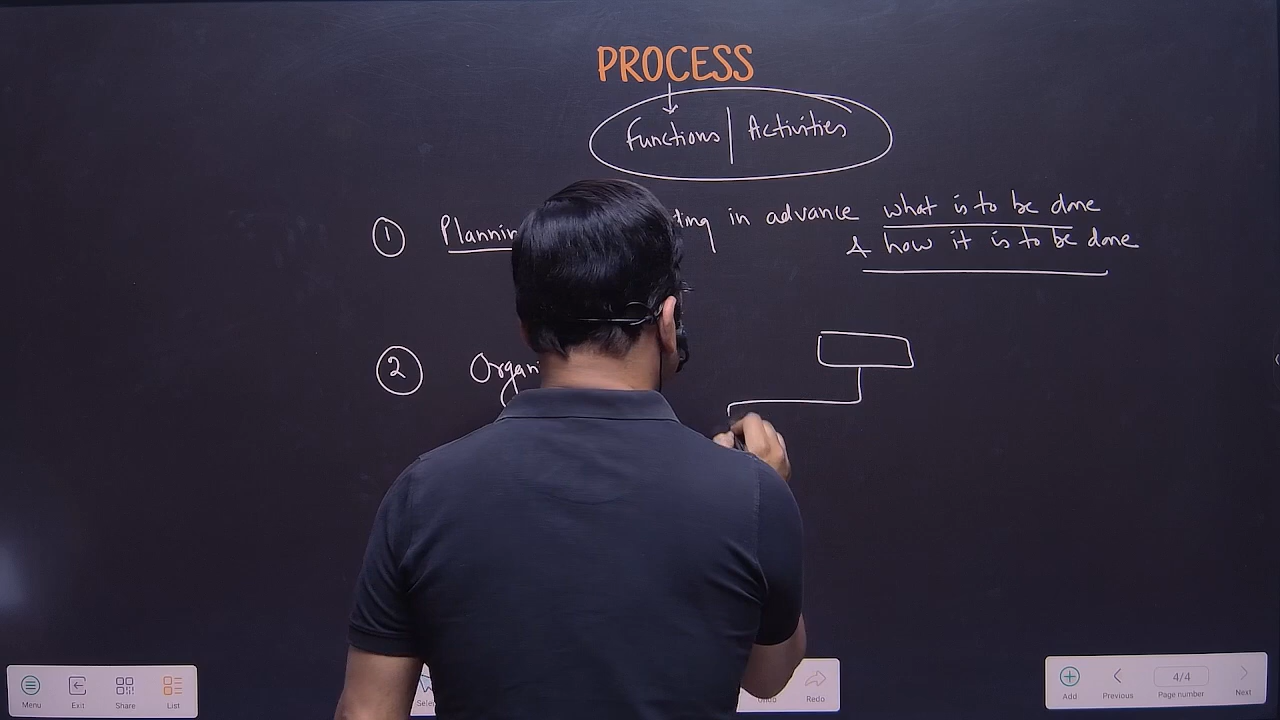 PROCESS
Functions | Activities
① Plannin ting in advance what is to be done
& how it is to be done
② Organi
Menu Exit Share List Undo Redo Add Previous 4/4 Page number Next